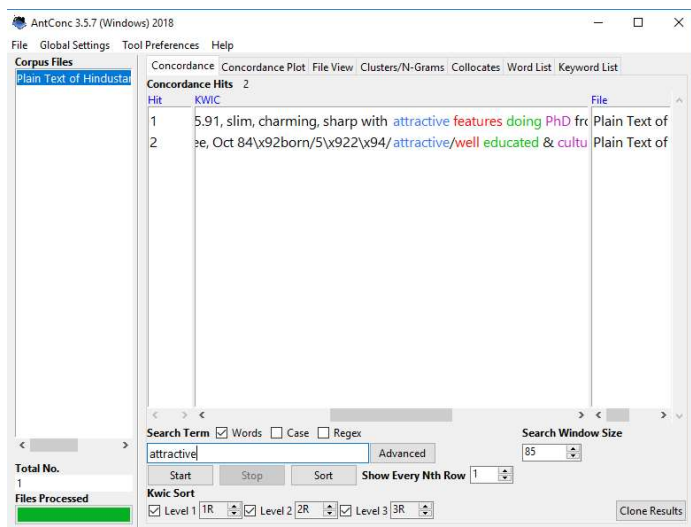 AntConc 3.5.7 (Windows) 2018
File Global Settings Tool Preferences Help
Corpus Files
Plain Text of Hindustan
Concordance Concordance Plot File View Clusters/N-Grams Collocates Word List Keyword List
Concordance Hits 2
Hit KWIC File
1 5.91, slim, charming, sharp with attractive features doing PhD frc Plain Text of
2 ee, Oct 84\x92born/5\x922\x94/attractive/well educated & cultu Plain Text of
Search Term Words Case Regex Search Window Size
attractive Advanced 85
Total No.
1
Start Stop Sort Show Every Nth Row 1
Files Processed
Kwic Sort
Level 1 1R Level 2 2R Level 3 3R Clone Results